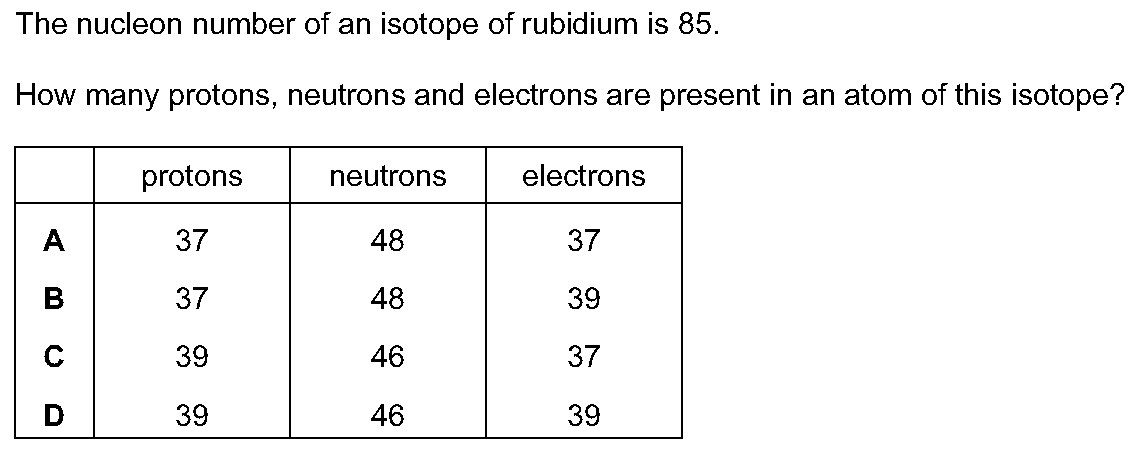 The nucleon number of an isotope of rubidium is 85.
How many protons, neutrons and electrons are present in an atom of this isotope?
protons neutrons electrons
A 37 48 37
B 37 48 39
C 39 46 37
D 39 46 39